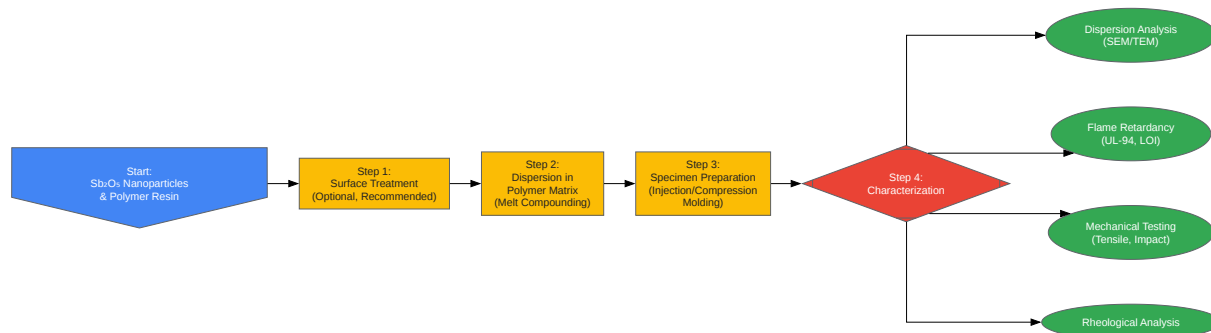 Start:
Sb₂O₅ Nanoparticles
& Polymer Resin
Step 1:
Surface Treatment
(Optional, Recommended)
Step 2:
Dispersion in
Polymer Matrix
(Melt Compounding)
Step 3:
Specimen Preparation
(Injection/Compression
Molding)
Step 4:
Characterization
Dispersion Analysis
(SEM/TEM)
Flame Retardancy
(UL-94, LOI)
Mechanical Testing
(Tensile, Impact)
Rheological Analysis